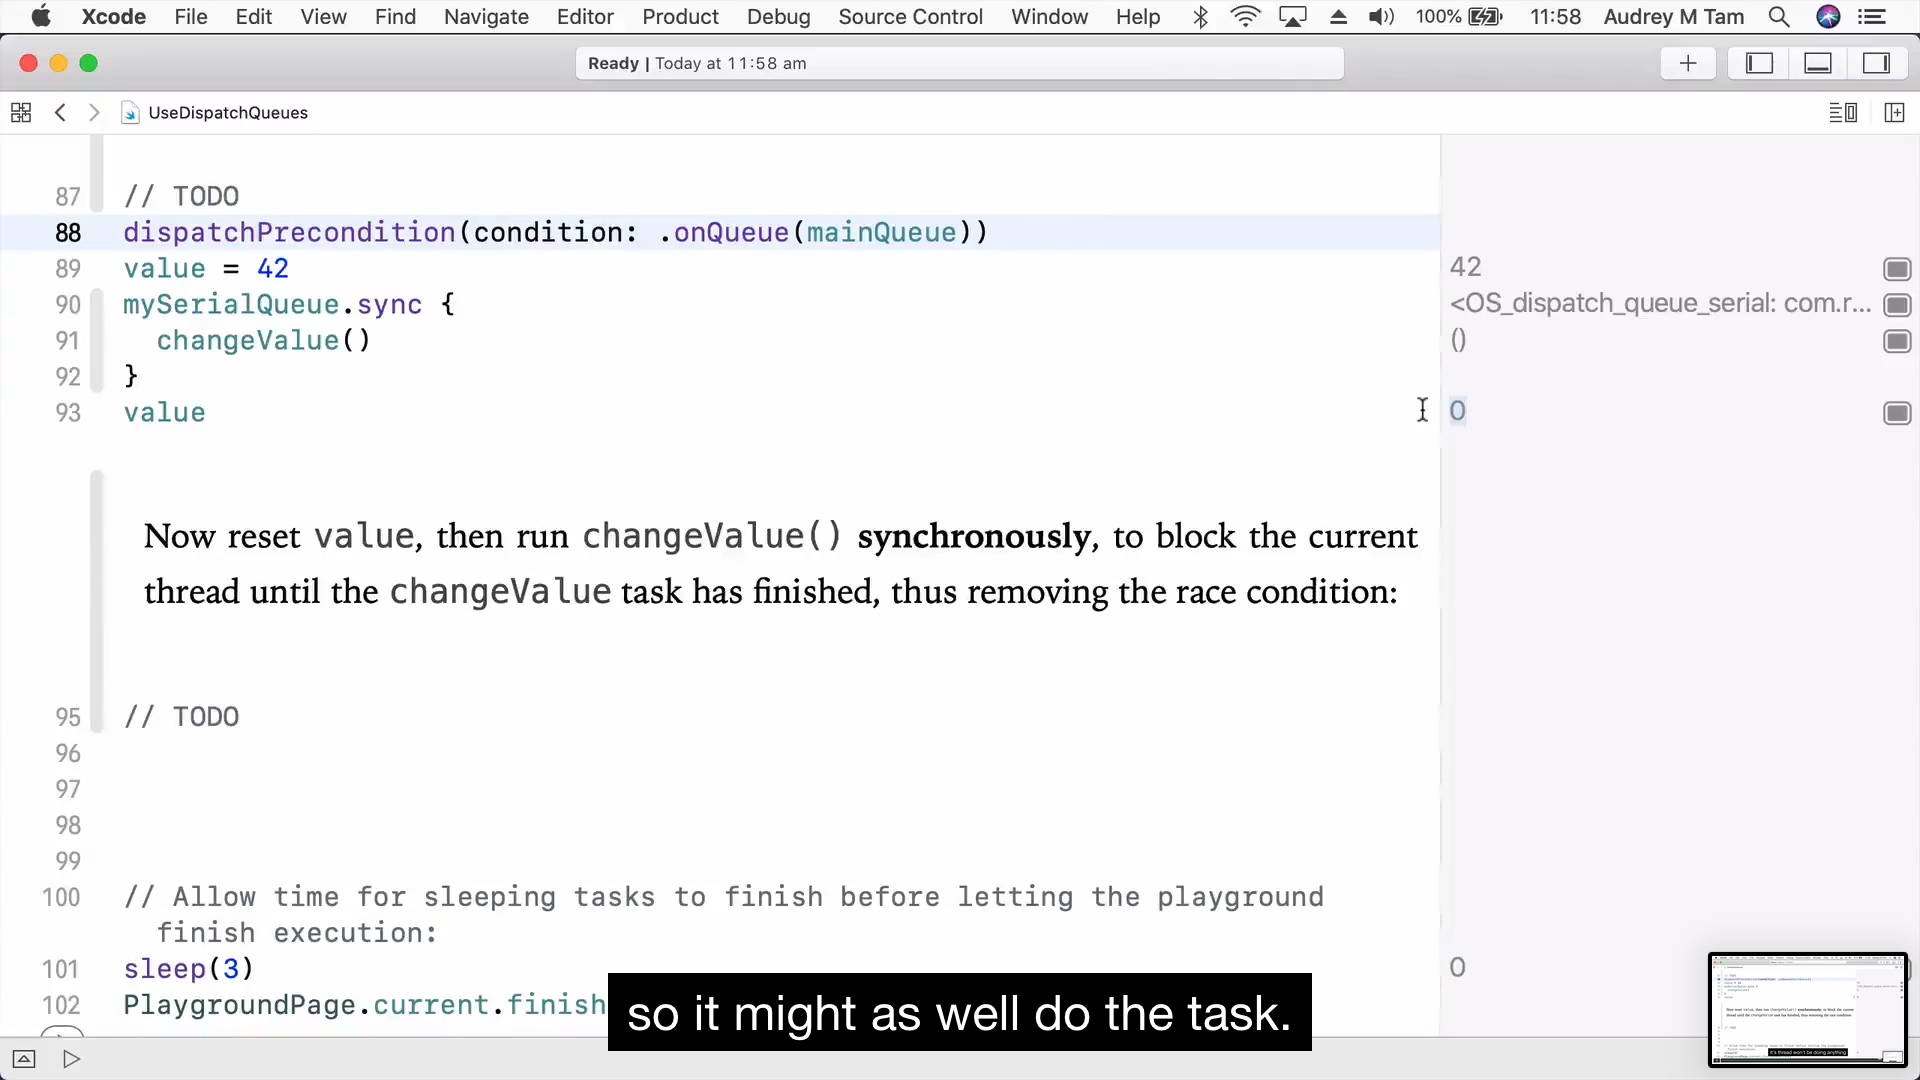 Xcode File Edit View Find Navigate Editor Product Debug Source Control Window Help 100% 11:58 Audrey M Tam
Ready | Today at 11:58 am
UseDispatchQueues
87 // TODO
88 dispatchPrecondition(condition: .onQueue(mainQueue))
89 value = 42 42
90 mySerialQueue.sync { <OS_dispatch_queue_serial: com.r...
91 changeValue() ()
92 }
93 value 0
Now reset value, then run changeValue() synchronously, to block the current
thread until the changeValue task has finished, thus removing the race condition:
95 // TODO
96
97
98
99
100 // Allow time for sleeping tasks to finish before letting the playground
finish execution:
101 sleep(3) 0
102 PlaygroundPage.current.finish
so it might as well do the task.